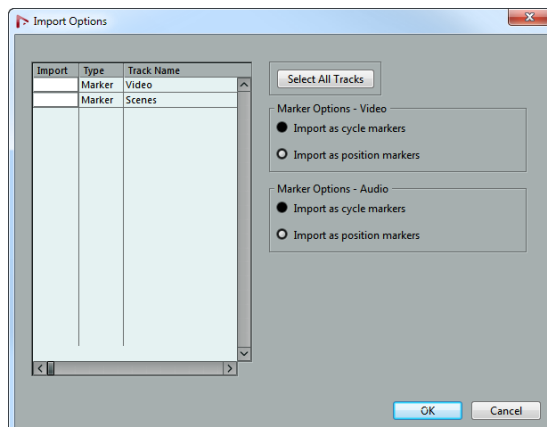 Import Options
Import Type Track Name
Marker Video
Marker Scenes
Select All Tracks
Marker Options - Video
Import as cycle markers
Import as position markers
Marker Options - Audio
Import as cycle markers
Import as position markers
OK Cancel